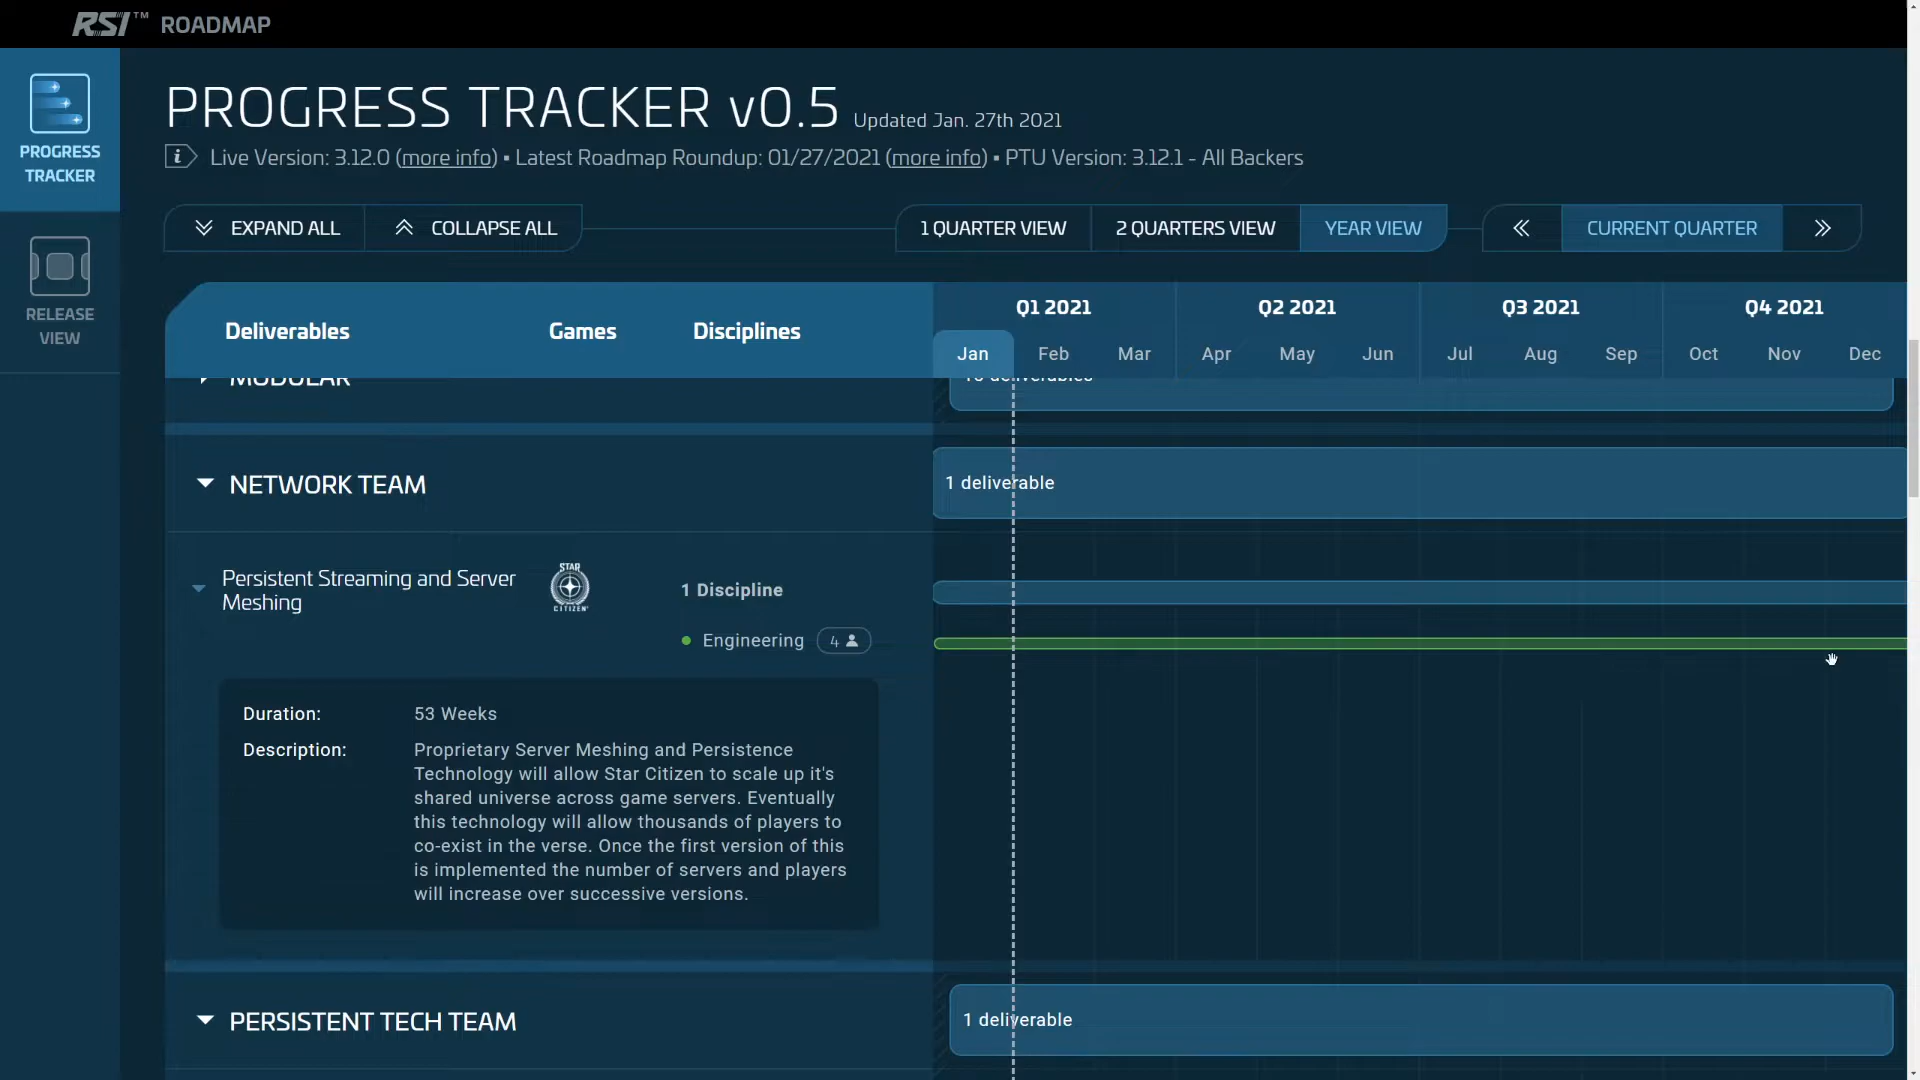 RSI™ ROADMAP
PROGRESS
TRACKER
RELEASE
VIEW
PROGRESS TRACKER v0.5 Updated Jan. 27th 2021
Live Version: 3.12.0 (more info) • Latest Roadmap Roundup: 01/27/2021 (more info) • PTU Version: 3.12.1 - All Backers
EXPAND ALL COLLAPSE ALL 1 QUARTER VIEW 2 QUARTERS VIEW YEAR VIEW CURRENT QUARTER
Deliverables Games Disciplines
Q1 2021 Q2 2021 Q3 2021 Q4 2021
Jan Feb Mar Apr May Jun Jul Aug Sep Oct Nov Dec
MODULAR
deliverables
NETWORK TEAM
1 deliverable
Persistent Streaming and Server
Meshing
STAR
CITIZEN
1 Discipline
Engineering 4
Duration: 53 Weeks
Description: Proprietary Server Meshing and Persistence
Technology will allow Star Citizen to scale up it's
shared universe across game servers. Eventually
this technology will allow thousands of players to
co-exist in the verse. Once the first version of this
is implemented the number of servers and players
will increase over successive versions.
PERSISTENT TECH TEAM
1 deliverable